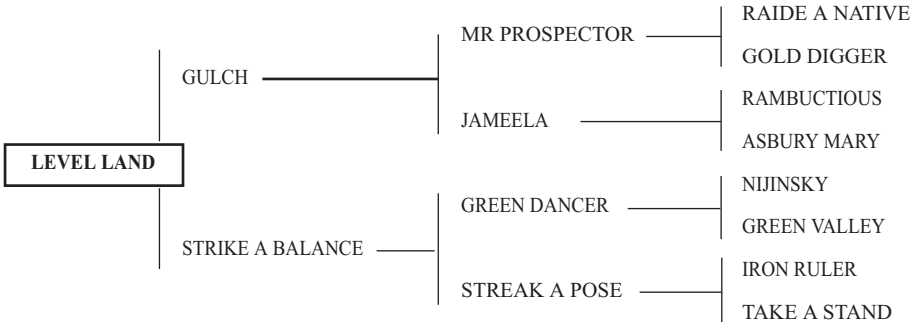 RAIDE A NATIVE
MR PROSPECTOR
GOLD DIGGER
GULCH
RAMBUCTIOUS
JAMEELA
ASBURY MARY
LEVEL LAND
NIJINSKY
GREEN DANCER
GREEN VALLEY
STRIKE A BALANCE
IRON RULER
STREAK A POSE
TAKE A STAND